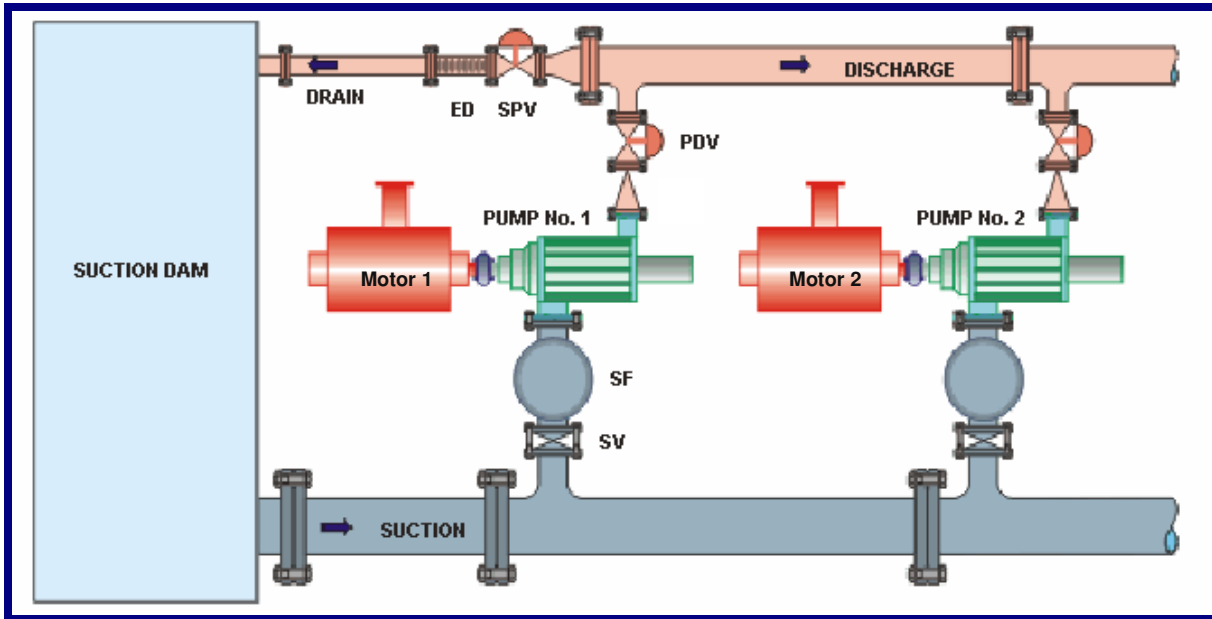 DISCHARGE
DRAIN
ED
SPV
PDV
PUMP No. 1
PUMP No. 2
SUCTION DAM
Motor 1
Motor 2
SF
SV
SUCTION